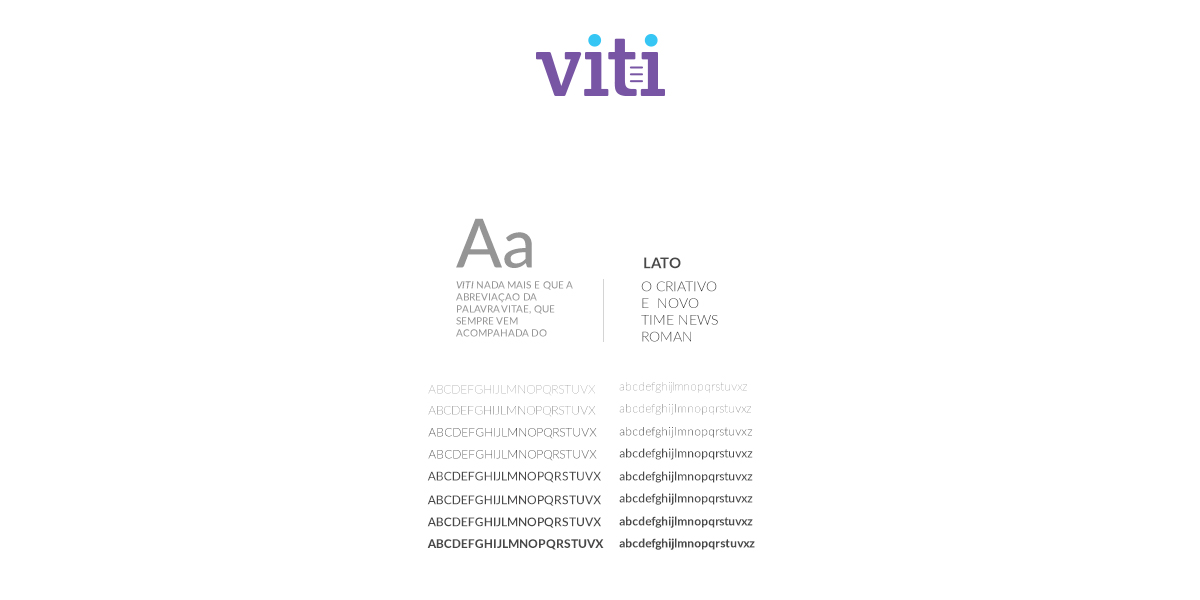 viti
Aa
VITI NADA MAIS E QUE A
ABREVIAÇAO DA
PALAVRA VITAE, QUE
SEMPRE VEM
ACOMPAHADA DO
LATO
O CRIATIVO
E NOVO
TIME NEWS
ROMAN
ABCDEFGHIJLMNOPQRSTUVX
ABCDEFGHIJLMNOPQRSTUVX
ABCDEFGHIJLMNOPQRSTUVX
ABCDEFGHIJLMNOPQRSTUVX
ABCDEFGHIJLMNOPQRSTUVX
ABCDEFGHIJLMNOPQRSTUVX
ABCDEFGHIJLMNOPQRSTUVX
ABCDEFGHIJLMNOPQRSTUVX
abcdefghijlmnopqrstuvxz
abcdefghijlmnopqrstuvxz
abcdefghijlmnopqrstuvxz
abcdefghijlmnopqrstuvxz
abcdefghijlmnopqrstuvxz
abcdefghijlmnopqrstuvxz
abcdefghijlmnopqrstuvxz
abcdefghijlmnopqrstuvxz